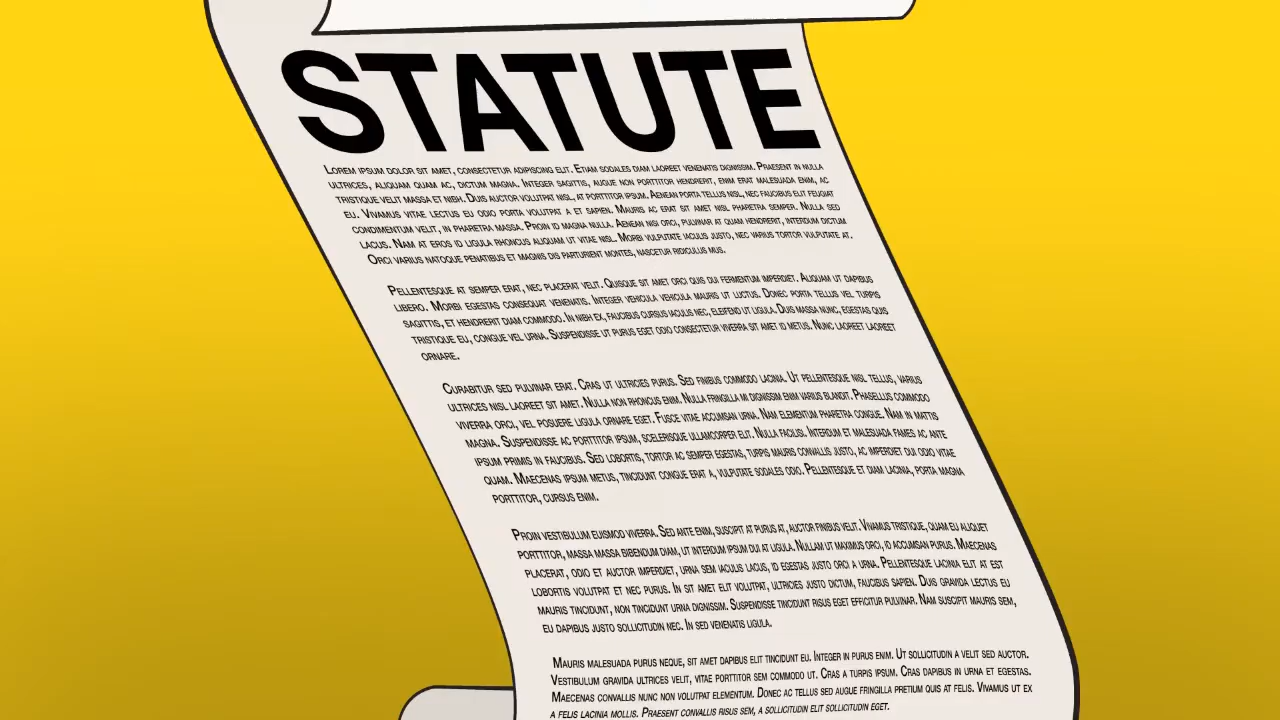 STATUTE
Lorem ipsum dolor sit amet, consectetur adipiscing elit. Etiam sodales diam laoreet venenatis dignissim. Praesent in nulla
ultrices, aliquam quam ac, dictum magna. Integer sagittis, augue non porttitor hendrerit, enim erat malesuada enim, ac
tristique velit massa et nibh. Duis auctor volutpat nisl, at porttitor ipsum. Aenean porta tellus nisl, nec faucibus elit feugiat
eu. Vivamus vitae lectus eu odio porta volutpat a et sapien. Mauris ac erat sit amet nisl pharetra semper. Nulla sed
condimentum velit, in pharetra massa. Proin id magna nulla. Aenean nisi orci, pulvinar at quam hendrerit, interdum dictum
lacus. Nam at eros id ligula rhoncus aliquam ut vitae nisl. Morbi vulputate iaculis justo, nec varius tortor vulputate at.
Orci varius natoque penatibus et magnis dis parturient montes, nascetur ridiculus mus.
Pellentesque at semper erat, nec placerat velit. Quisque sit amet orci quis dui fermentum imperdiet. Aliquam ut dapibus
libero. Morbi egestas consequat venenatis. Integer vehicula vehicula mauris ut luctus. Donec porta tellus vel turpis
sagittis, et hendrerit diam commodo. In nibh ex, faucibus cursus iaculis nec, eleifend ut ligula. Duis massa nunc, egestas quis
tristique eu, congue vel urna. Suspendisse ut purus eget odio consectetur viverra sit amet id metus. Nunc laoreet laoreet
ornare.
Curabitur sed pulvinar erat. Cras ut ultricies purus. Sed finibus commodo lacinia. Ut pellentesque nisl tellus, varius
ultrices nisl laoreet sit amet. Nulla non rhoncus enim. Nulla fringilla mi dignissim enim varius blandit. Phasellus commodo
viverra orci, vel posuere ligula ornare eget. Fusce vitae accumsan urna. Nam elementum pharetra congue. Nam in mattis
magna. Suspendisse ac porttitor ipsum, scelerisque ullamcorper elit. Nulla facilisi. Interdum et malesuada fames ac ante
ipsum primis in faucibus. Sed lobortis, tortor ac semper egestas, turpis mauris convallis justo, ac imperdiet dui odio vitae
quam. Maecenas ipsum metus, tincidunt congue erat a, vulputate sodales odio. Pellentesque et diam lacinia, porta magna
porttitor, cursus enim.
Proin vestibulum euismod viverra. Sed ante enim, suscipit at purus at, auctor finibus velit. Vivamus tristique, quam eu aliquet
porttitor, massa massa bibendum diam, ut interdum ipsum dui at ligula. Nullam ut maximus orci, id accumsan purus. Maecenas
placerat, odio et auctor imperdiet, urna sem iaculis lacus, id egestas justo orci a urna. Pellentesque lacinia elit at est
lobortis volutpat et nec purus. In sit amet elit volutpat, ultricies justo dictum, faucibus sapien. Duis gravida lectus eu
mauris tincidunt, non tincidunt urna dignissim. Suspendisse tincidunt risus eget efficitur pulvinar. Nam suscipit mauris sem,
eu dapibus justo sollicitudin nec. In sed venenatis ligula.
Mauris malesuada purus neque, sit amet dapibus elit tincidunt eu. Integer in purus enim. Ut sollicitudin a velit sed auctor.
Vestibulum gravida ultrices velit, vitae porttitor sem commodo ut. Cras a turpis ipsum. Cras dapibus in urna et egestas.
Maecenas convallis nunc non volutpat elementum. Donec ac tellus sed augue fringilla pretium quis at felis. Vivamus ut ex
a felis lacinia mollis. Praesent convallis risus sem, a sollicitudin elit sollicitudin eget.